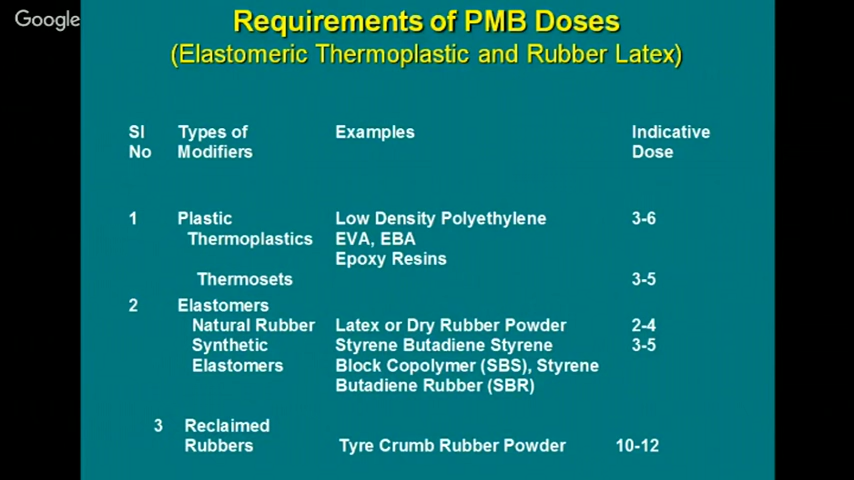 Google
Requirements of PMB Doses
(Elastomeric Thermoplastic and Rubber Latex)
Sl Types of Examples Indicative
No Modifiers Dose
1 Plastic Low Density Polyethylene 3-6
Thermoplastics EVA, EBA
Epoxy Resins
Thermosets 3-5
2 Elastomers
Natural Rubber Latex or Dry Rubber Powder 2-4
Synthetic Styrene Butadiene Styrene 3-5
Elastomers Block Copolymer (SBS), Styrene
Butadiene Rubber (SBR)
3 Reclaimed
Rubbers Tyre Crumb Rubber Powder 10-12